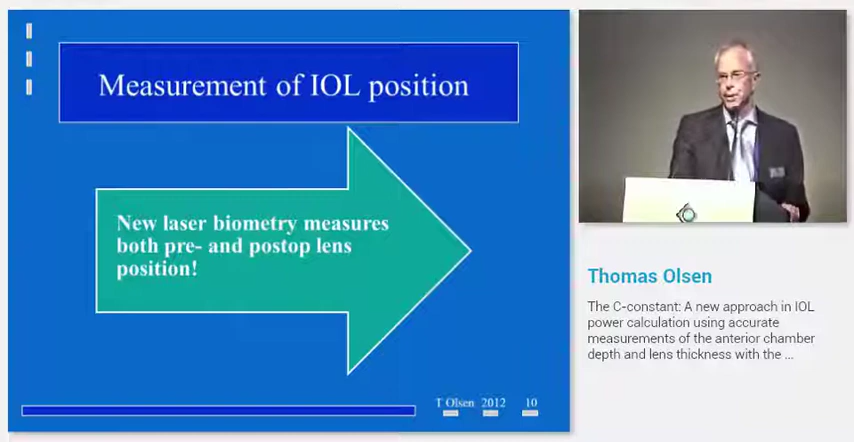 Measurement of IOL position
New laser biometry measures
both pre- and postop lens
position!
T Olsen 2012 10
Thomas Olsen
The C-constant: A new approach in IOL
power calculation using accurate
measurements of the anterior chamber
depth and lens thickness with the ...